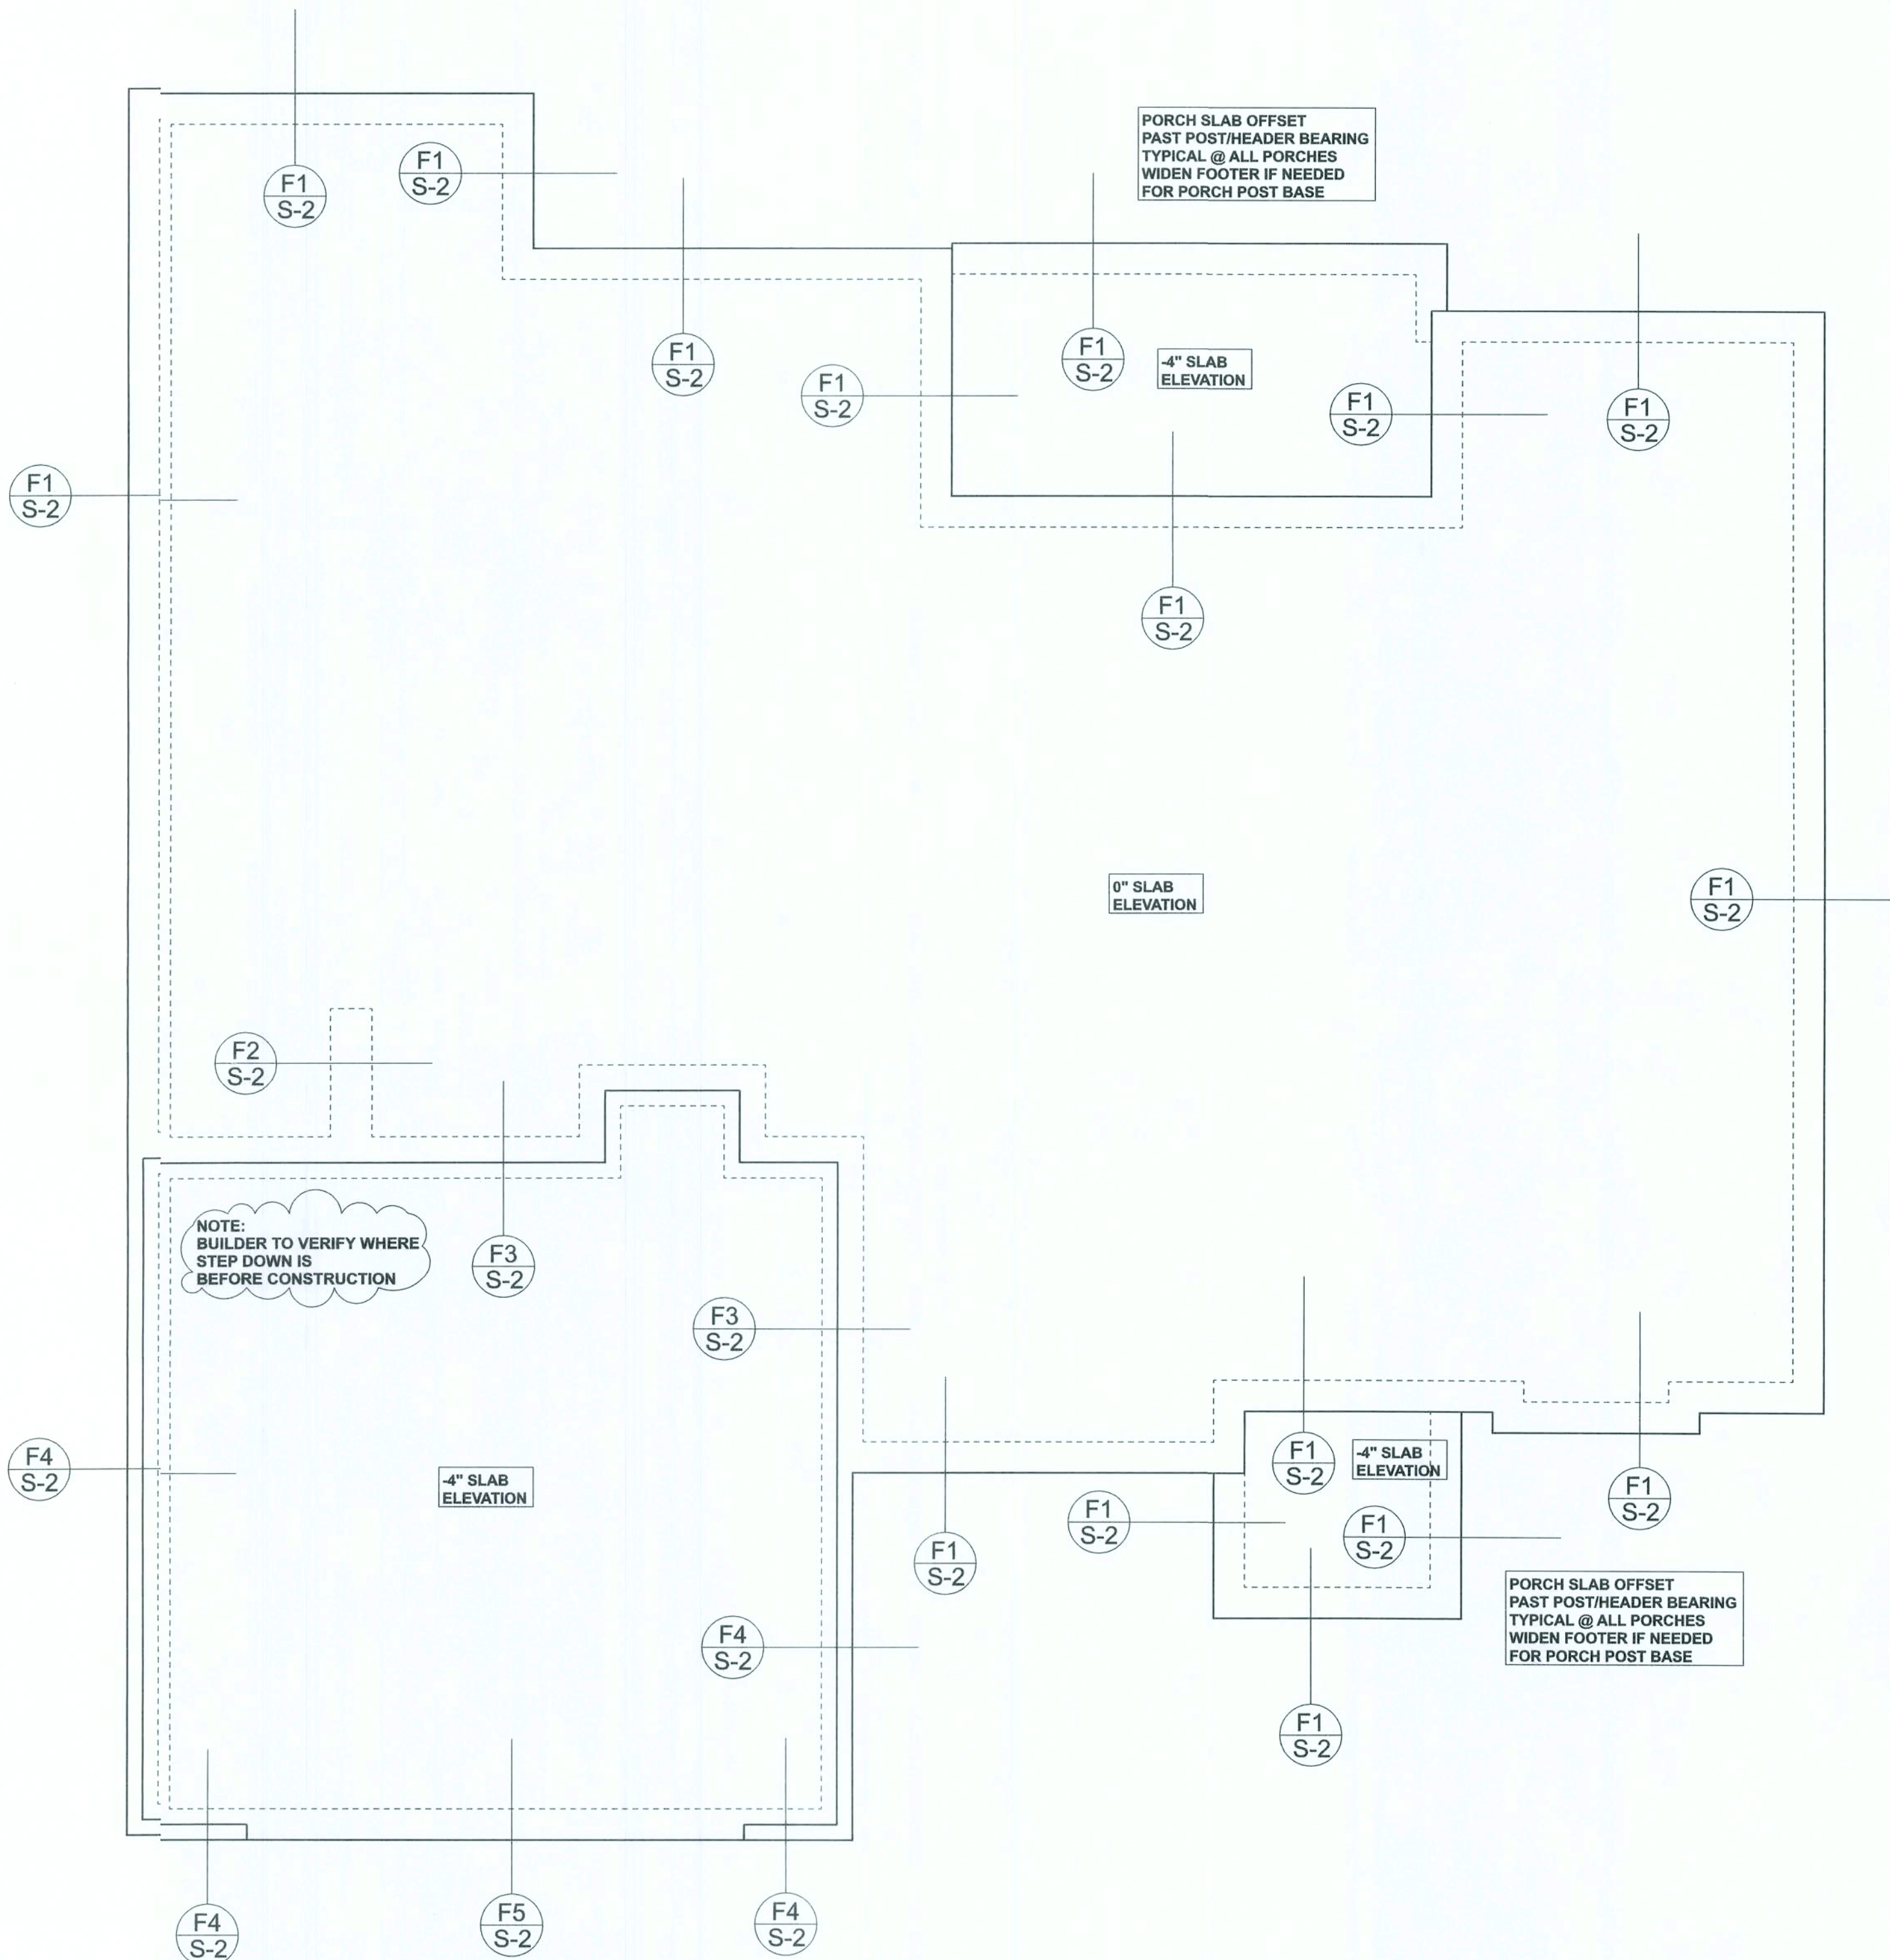 PORCH SLAB OFFSET
PAST POST/HEADER BEARING
TYPICAL @ ALL PORCHES
WIDEN FOOTER IF NEEDED
FOR PORCH POST BASE
F1
S-2
F1
S-2
F1
S-2
F1
S-2
-4" SLAB
ELEVATION
F1
S-2
F1
S-2
F1
S-2
F1
S-2
F1
S-2
0" SLAB
ELEVATION
F1
S-2
F2
S-2
NOTE:
BUILDER TO VERIFY WHERE
STEP DOWN IS
BEFORE CONSTRUCTION
F3
S-2
F3
S-2
F4
S-2
-4" SLAB
ELEVATION
F1
S-2
-4" SLAB
ELEVATION
F1
S-2
F1
S-2
F1
S-2
F1
S-2
PORCH SLAB OFFSET
PAST POST/HEADER BEARING
TYPICAL @ ALL PORCHES
WIDEN FOOTER IF NEEDED
FOR PORCH POST BASE
F4
S-2
F1
S-2
F4
S-2
F5
S-2
F4
S-2